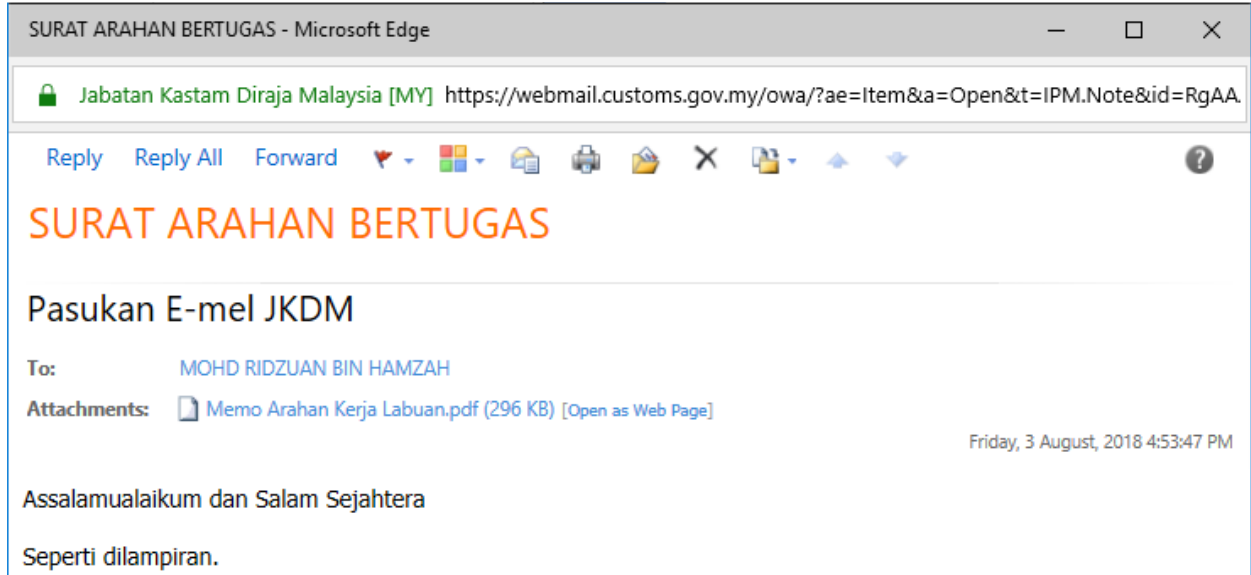 SURAT ARAHAN BERTUGAS - Microsoft Edge
Jabatan Kastam Diraja Malaysia [MY] https://webmail.customs.gov.my/owa/?ae=Item&a=Open&t=IPM.Note&id=RgAA.
Reply Reply All Forward
SURAT ARAHAN BERTUGAS
Pasukan E-mel JKDM
To: MOHD RIDZUAN BIN HAMZAH
Attachments: Memo Arahan Kerja Labuan.pdf (296 KB) [Open as Web Page]
Friday, 3 August, 2018 4:53:47 PM
Assalamualaikum dan Salam Sejahtera
Seperti dilampiran.